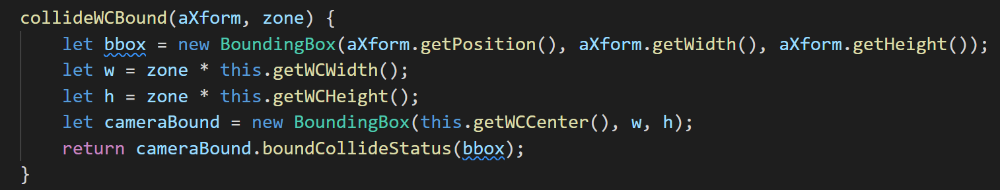 collideWCBound(aXform, zone) {
    let bbox = new BoundingBox(aXform.getPosition(), aXform.getWidth(), aXform.getHeight());
    let w = zone * this.getWCWidth();
    let h = zone * this.getWCHeight();
    let cameraBound = new BoundingBox(this.getWCCenter(), w, h);
    return cameraBound.boundCollideStatus(bbox);
}